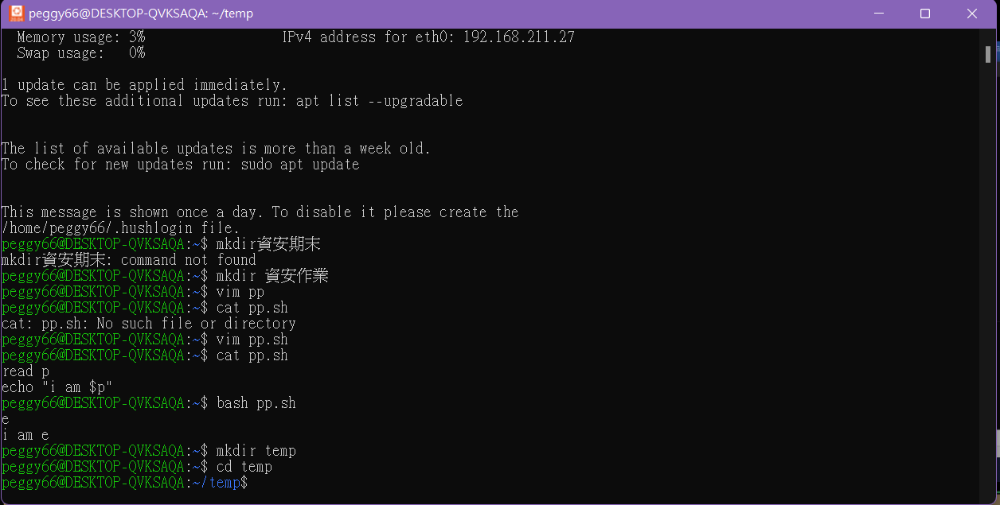 peggy66@DESKTOP-QVKSAQA: ~/temp
Memory usage: 3% IPv4 address for eth0: 192.168.211.27
Swap usage: 0%
1 update can be applied immediately.
To see these additional updates run: apt list --upgradable
The list of available updates is more than a week old.
To check for new updates run: sudo apt update
This message is shown once a day. To disable it please create the
/home/peggy66/.hushlogin file.
peggy66@DESKTOP-QVKSAQA:~$ mkdir資安期末
mkdir資安期末: command not found
peggy66@DESKTOP-QVKSAQA:~$ mkdir 資安作業
peggy66@DESKTOP-QVKSAQA:~$ vim pp
peggy66@DESKTOP-QVKSAQA:~$ cat pp.sh
cat: pp.sh: No such file or directory
peggy66@DESKTOP-QVKSAQA:~$ vim pp.sh
peggy66@DESKTOP-QVKSAQA:~$ cat pp.sh
read p
echo "i am $p"
peggy66@DESKTOP-QVKSAQA:~$ bash pp.sh
e
i am e
peggy66@DESKTOP-QVKSAQA:~$ mkdir temp
peggy66@DESKTOP-QVKSAQA:~$ cd temp
peggy66@DESKTOP-QVKSAQA:~/temp$